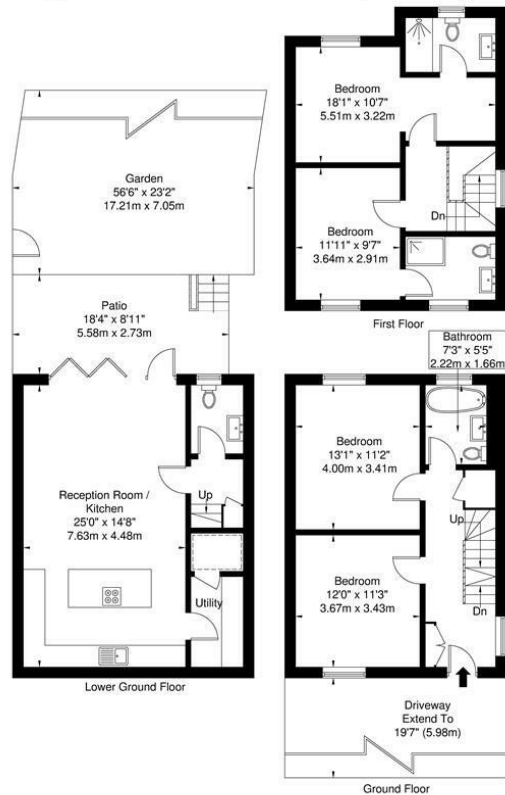 Garden
56'6" x 23'2"
17.21m x 7.05m
Patio
18'4" x 8'11"
5.58m x 2.73m
Reception Room /
Kitchen
25'0" x 14'8"
7.63m x 4.48m
Up
Utility
Lower Ground Floor
Bedroom
18'1" x 10'7"
5.51m x 3.22m
Bedroom
11'11" x 9'7"
3.64m x 2.91m
Dn
First Floor
Bathroom
7'3" x 5'5"
2.22m x 1.66m
Bedroom
13'1" x 11'2"
4.00m x 3.41m
Up
Bedroom
12'0" x 11'3"
3.67m x 3.43m
Dn
Driveway
Extend To
19'7" (5.98m)
Ground Floor